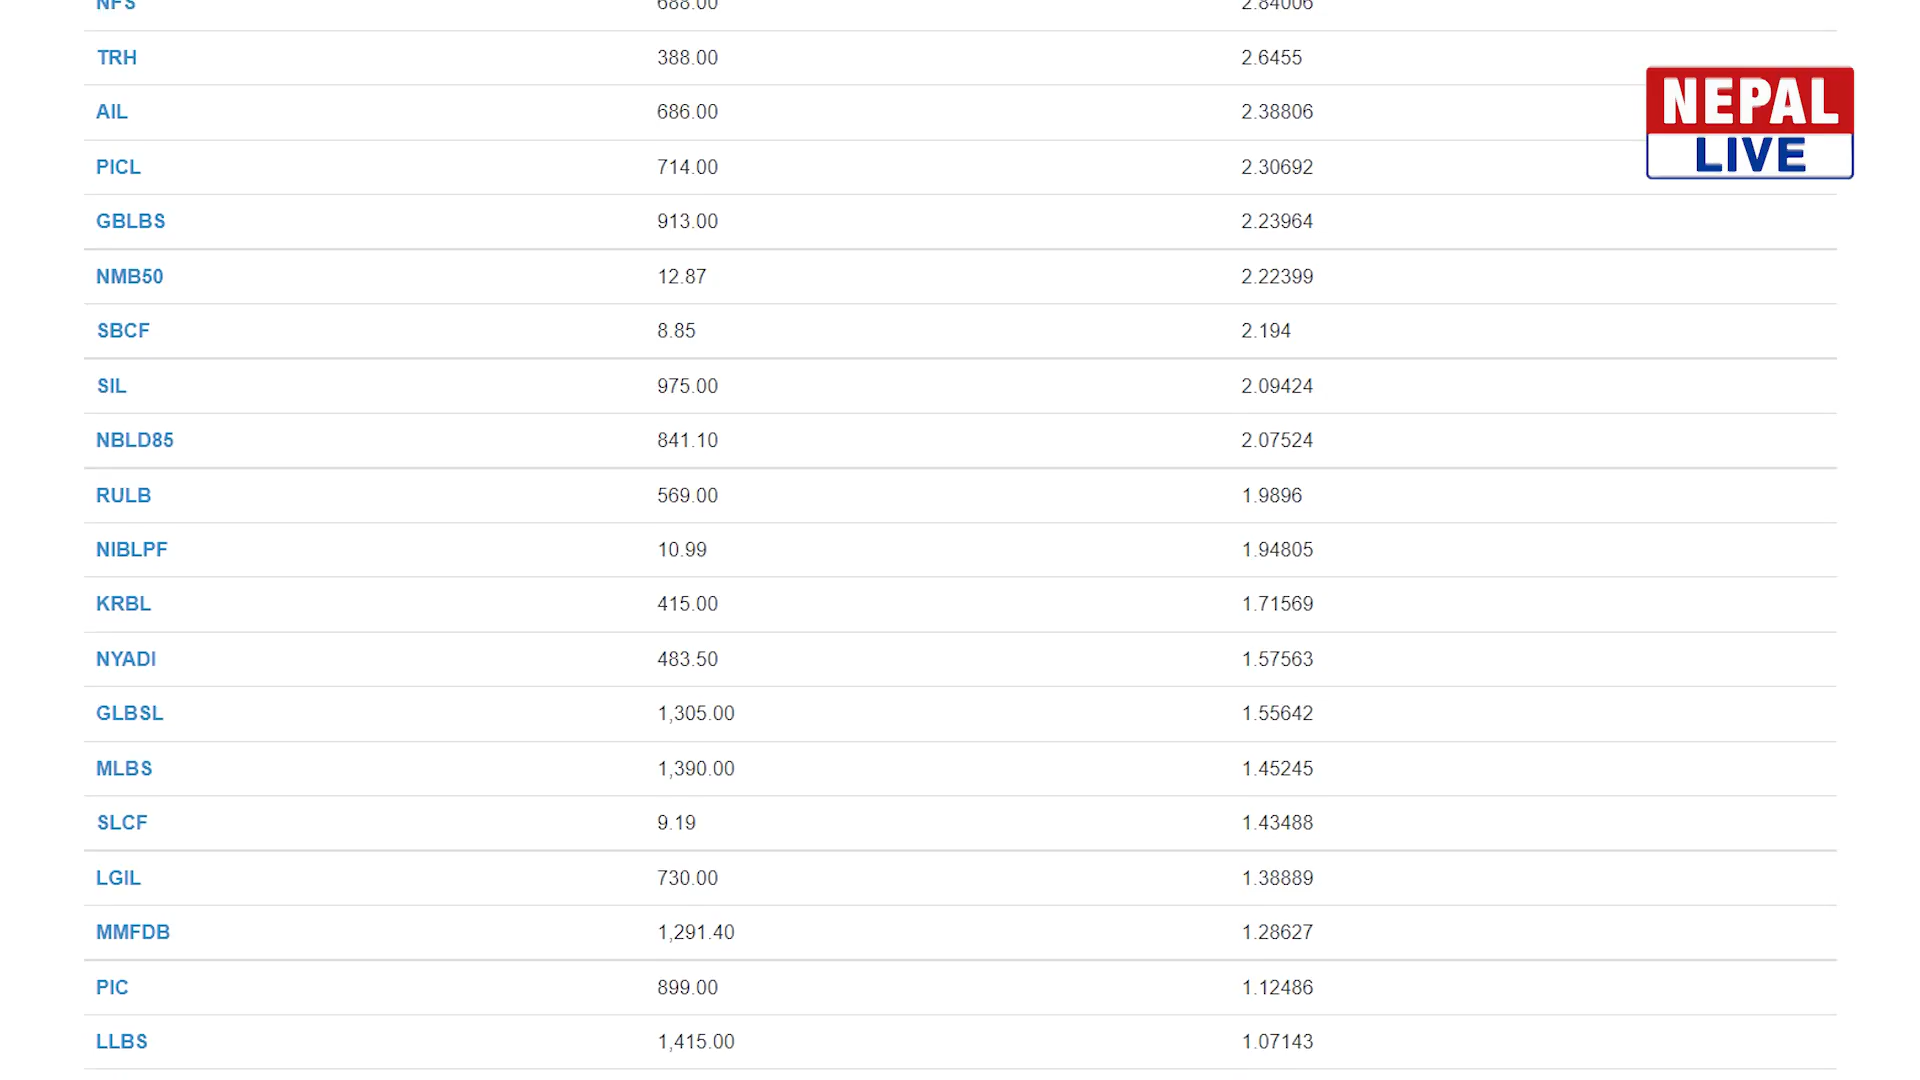 NFS 688.00 2.84006
TRH 388.00 2.6455
AIL 686.00 2.38806
PICL 714.00 2.30692
GBLBS 913.00 2.23964
NMB50 12.87 2.22399
SBCF 8.85 2.194
SIL 975.00 2.09424
NBLD85 841.10 2.07524
RULB 569.00 1.9896
NIBLPF 10.99 1.94805
KRBL 415.00 1.71569
NYADI 483.50 1.57563
GLBSL 1,305.00 1.55642
MLBS 1,390.00 1.45245
SLCF 9.19 1.43488
LGIL 730.00 1.38889
MMFDB 1,291.40 1.28627
PIC 899.00 1.12486
LLBS 1,415.00 1.07143
NEPAL
LIVE